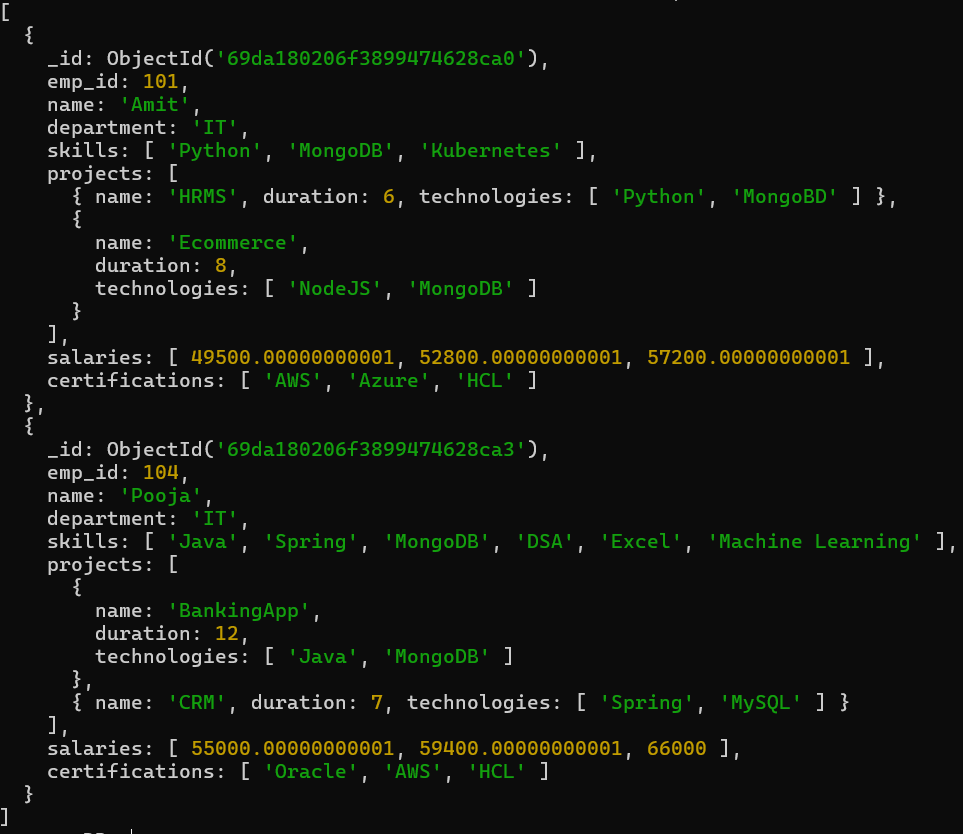 [
  {
    _id: ObjectId('69da180206f3899474628ca0'),
    emp_id: 101,
    name: 'Amit',
    department: 'IT',
    skills: [ 'Python', 'MongoDB', 'Kubernetes' ],
    projects: [
      { name: 'HRMS', duration: 6, technologies: [ 'Python', 'MongoBD' ] },
      {
        name: 'Ecommerce',
        duration: 8,
        technologies: [ 'NodeJS', 'MongoDB' ]
      }
    ],
    salaries: [ 49500.00000000001, 52800.00000000001, 57200.00000000001 ],
    certifications: [ 'AWS', 'Azure', 'HCL' ]
  },
  {
    _id: ObjectId('69da180206f3899474628ca3'),
    emp_id: 104,
    name: 'Pooja',
    department: 'IT',
    skills: [ 'Java', 'Spring', 'MongoDB', 'DSA', 'Excel', 'Machine Learning' ],
    projects: [
      {
        name: 'BankingApp',
        duration: 12,
        technologies: [ 'Java', 'MongoDB' ]
      },
      { name: 'CRM', duration: 7, technologies: [ 'Spring', 'MySQL' ] }
    ],
    salaries: [ 55000.00000000001, 59400.00000000001, 66000 ],
    certifications: [ 'Oracle', 'AWS', 'HCL' ]
  }
]